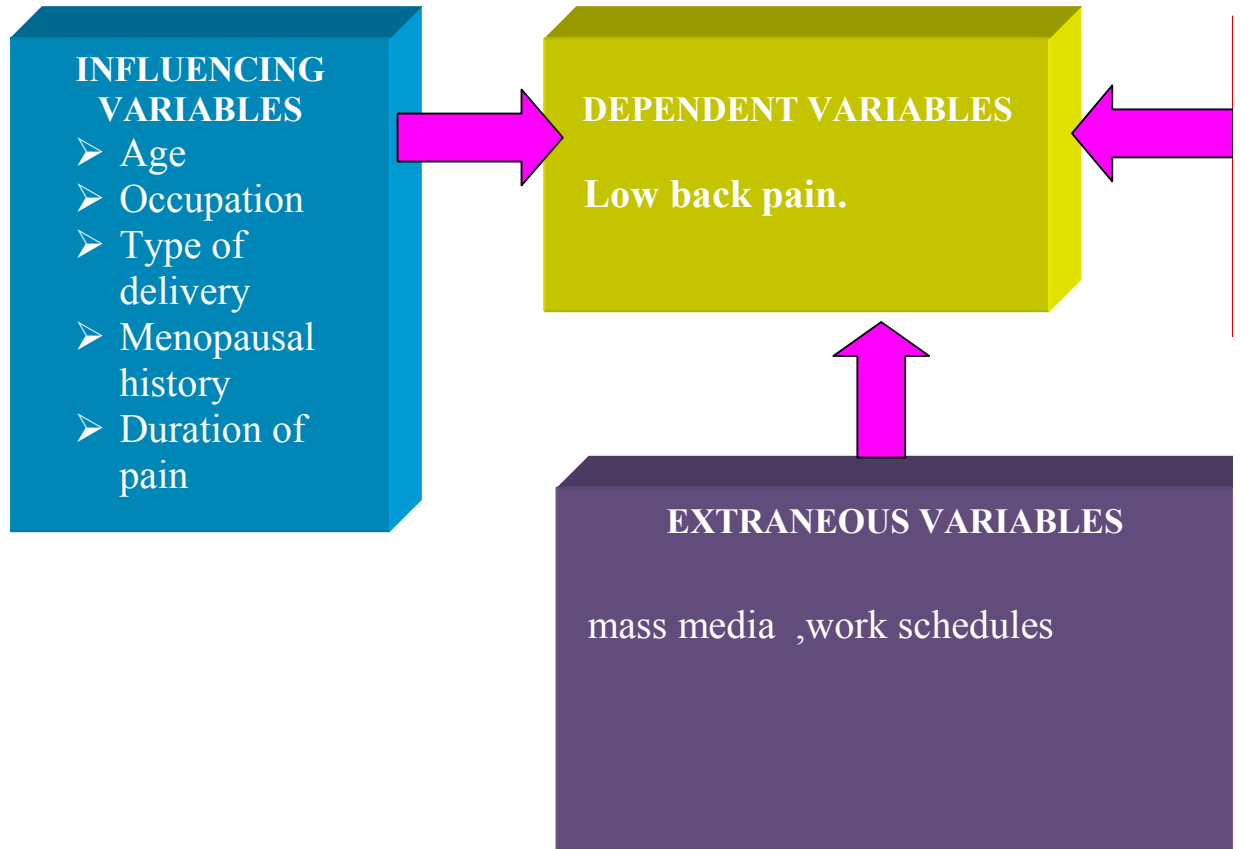 INFLUENCING
VARIABLES
➢ Age
➢ Occupation
➢ Type of
delivery
➢ Menopausal
history
➢ Duration of
pain
DEPENDENT VARIABLES
Low back pain.
EXTRANEOUS VARIABLES
mass media  ,work schedules